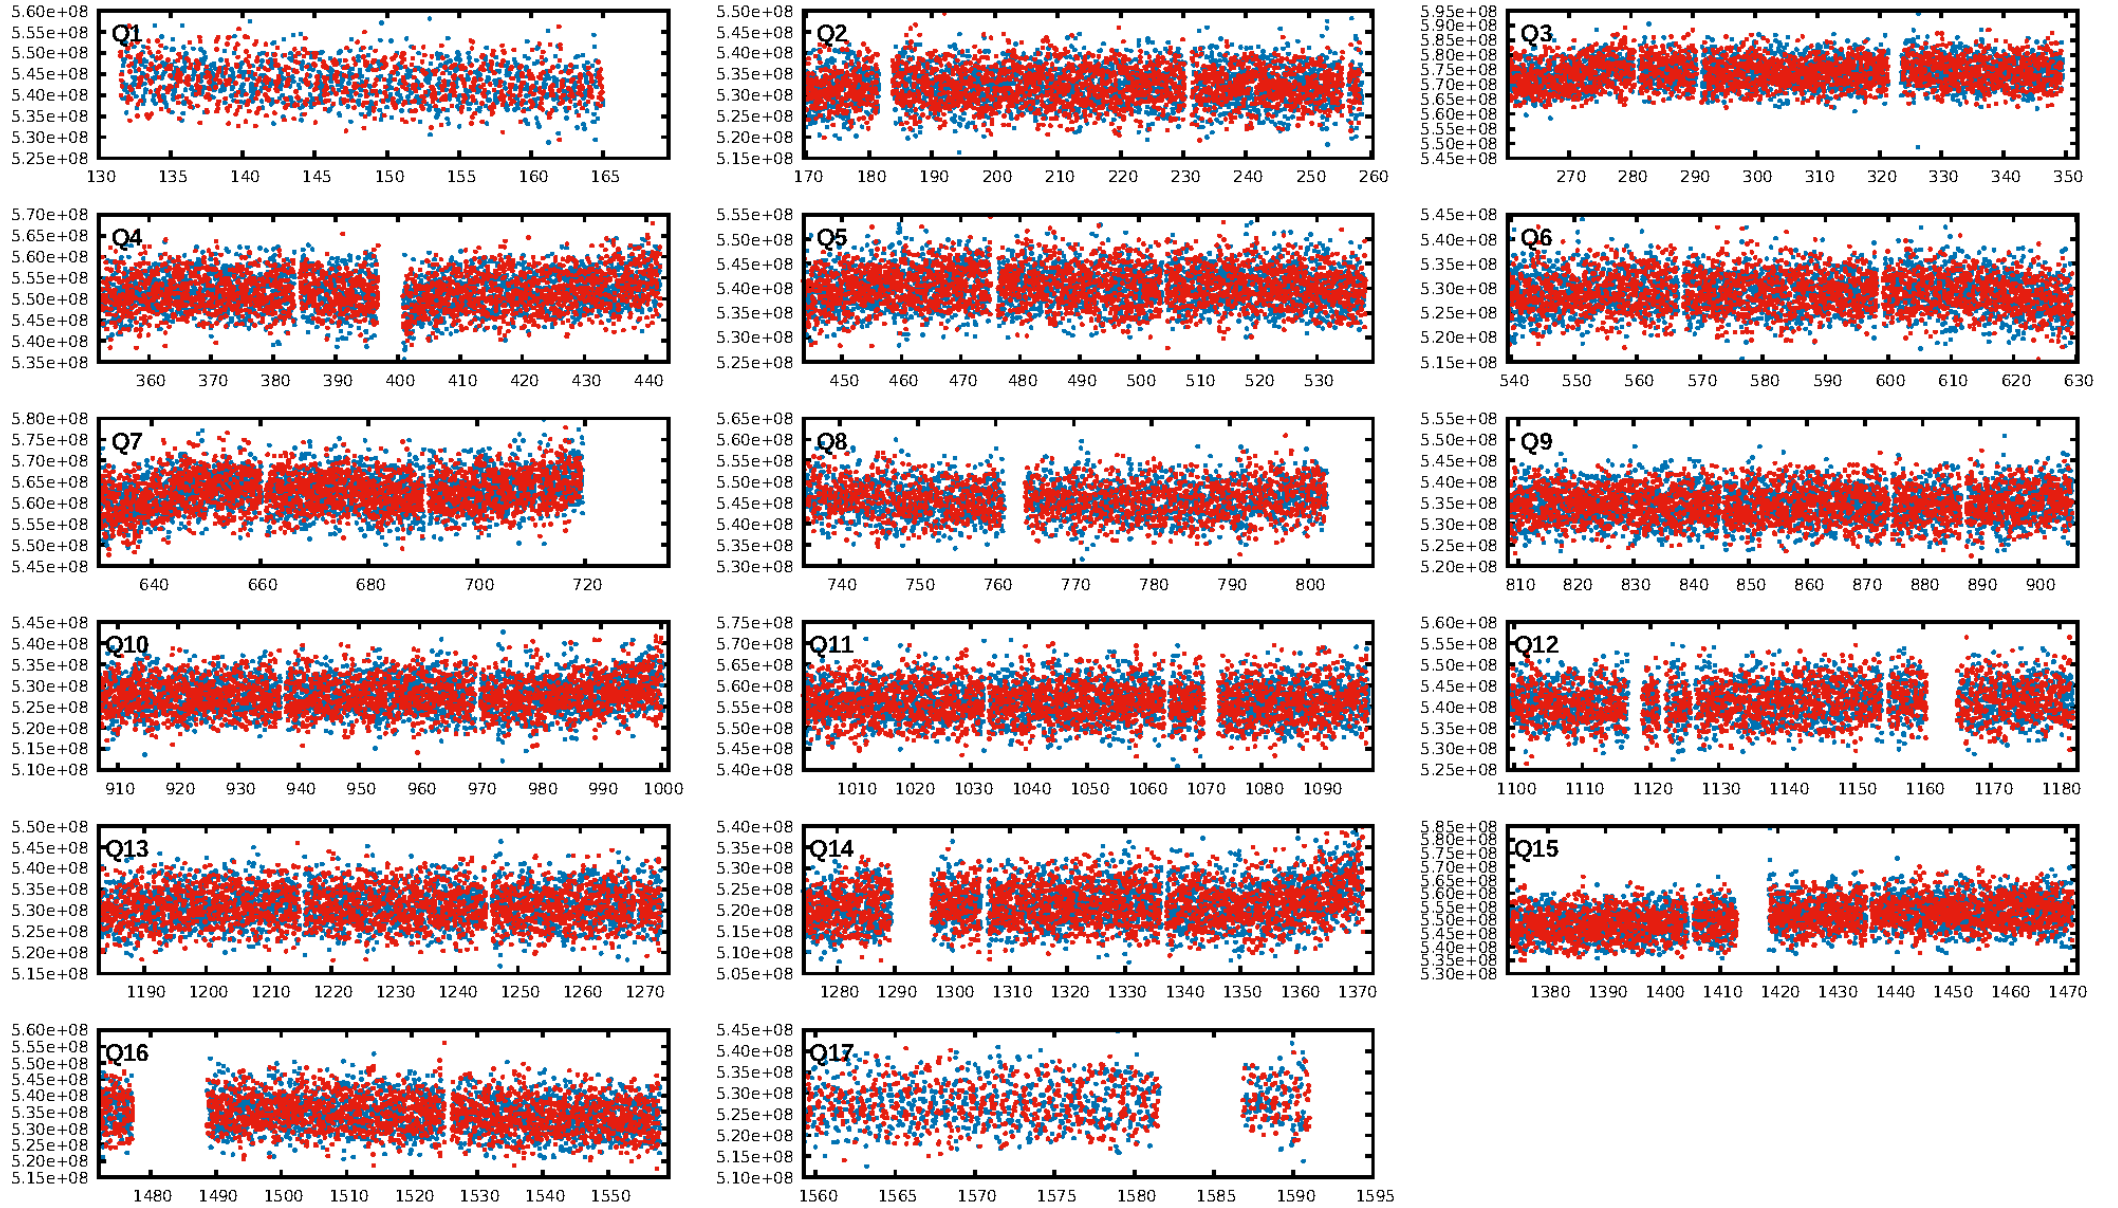 Q1
5.60e+08
5.55e+08
5.50e+08
5.45e+08
5.40e+08
5.35e+08
5.30e+08
5.25e+08
130 135 140 145 150 155 160 165
Q2
5.50e+08
5.45e+08
5.40e+08
5.35e+08
5.30e+08
5.25e+08
5.20e+08
5.15e+08
170 180 190 200 210 220 230 240 250 260
Q3
5.95e+08
5.90e+08
5.85e+08
5.80e+08
5.75e+08
5.70e+08
5.65e+08
5.60e+08
5.55e+08
5.50e+08
5.45e+08
270 280 290 300 310 320 330 340 350
Q4
5.70e+08
5.65e+08
5.60e+08
5.55e+08
5.50e+08
5.45e+08
5.40e+08
5.35e+08
360 370 380 390 400 410 420 430 440
Q5
5.55e+08
5.50e+08
5.45e+08
5.40e+08
5.35e+08
5.30e+08
5.25e+08
450 460 470 480 490 500 510 520 530
Q6
5.45e+08
5.40e+08
5.35e+08
5.30e+08
5.25e+08
5.20e+08
5.15e+08
540 550 560 570 580 590 600 610 620 630
Q7
5.80e+08
5.75e+08
5.70e+08
5.65e+08
5.60e+08
5.55e+08
5.50e+08
5.45e+08
640 660 680 700 720
Q8
5.65e+08
5.60e+08
5.55e+08
5.50e+08
5.45e+08
5.40e+08
5.35e+08
5.30e+08
740 750 760 770 780 790 800
Q9
5.55e+08
5.50e+08
5.45e+08
5.40e+08
5.35e+08
5.30e+08
5.25e+08
5.20e+08
810 820 830 840 850 860 870 880 890 900
Q10
5.45e+08
5.40e+08
5.35e+08
5.30e+08
5.25e+08
5.20e+08
5.15e+08
5.10e+08
910 920 930 940 950 960 970 980 990 1000
Q11
5.75e+08
5.70e+08
5.65e+08
5.60e+08
5.55e+08
5.50e+08
5.45e+08
5.40e+08
1010 1020 1030 1040 1050 1060 1070 1080 1090
Q12
5.60e+08
5.55e+08
5.50e+08
5.45e+08
5.40e+08
5.35e+08
5.30e+08
5.25e+08
1100 1110 1120 1130 1140 1150 1160 1170 1180
Q13
5.50e+08
5.45e+08
5.40e+08
5.35e+08
5.30e+08
5.25e+08
5.20e+08
5.15e+08
1190 1200 1210 1220 1230 1240 1250 1260 1270
Q14
5.40e+08
5.35e+08
5.30e+08
5.25e+08
5.20e+08
5.15e+08
5.10e+08
5.05e+08
1280 1290 1300 1310 1320 1330 1340 1350 1360 1370
Q15
5.85e+08
5.80e+08
5.75e+08
5.70e+08
5.65e+08
5.60e+08
5.55e+08
5.50e+08
5.45e+08
5.40e+08
5.35e+08
5.30e+08
1380 1390 1400 1410 1420 1430 1440 1450 1460 1470
Q16
5.60e+08
5.55e+08
5.50e+08
5.45e+08
5.40e+08
5.35e+08
5.30e+08
5.25e+08
5.20e+08
5.15e+08
1480 1490 1500 1510 1520 1530 1540 1550
Q17
5.45e+08
5.40e+08
5.35e+08
5.30e+08
5.25e+08
5.20e+08
5.15e+08
5.10e+08
1560 1565 1570 1575 1580 1585 1590 1595